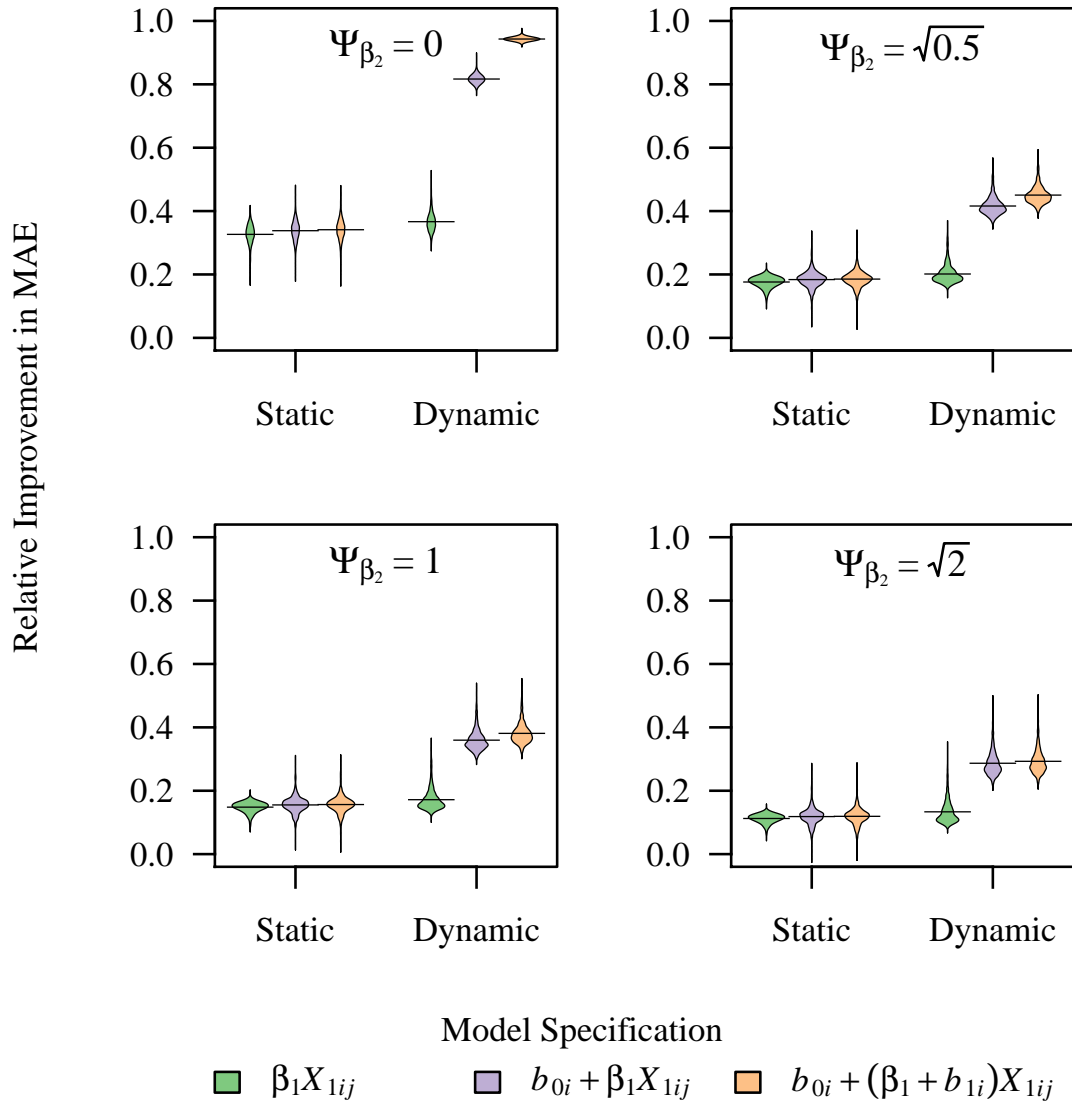 Relative Improvement in MAE
Ψβ₂ = 0
1.0
0.8
0.6
0.4
0.2
0.0
Static Dynamic
Ψβ₂ = √0.5
1.0
0.8
0.6
0.4
0.2
0.0
Static Dynamic
Ψβ₂ = 1
1.0
0.8
0.6
0.4
0.2
0.0
Static Dynamic
Ψβ₂ = √2
1.0
0.8
0.6
0.4
0.2
0.0
Static Dynamic
Model Specification
β₁X₁ᵢⱼ b₀ᵢ + β₁X₁ᵢⱼ b₀ᵢ + (β₁ + b₁ᵢ)X₁ᵢⱼ